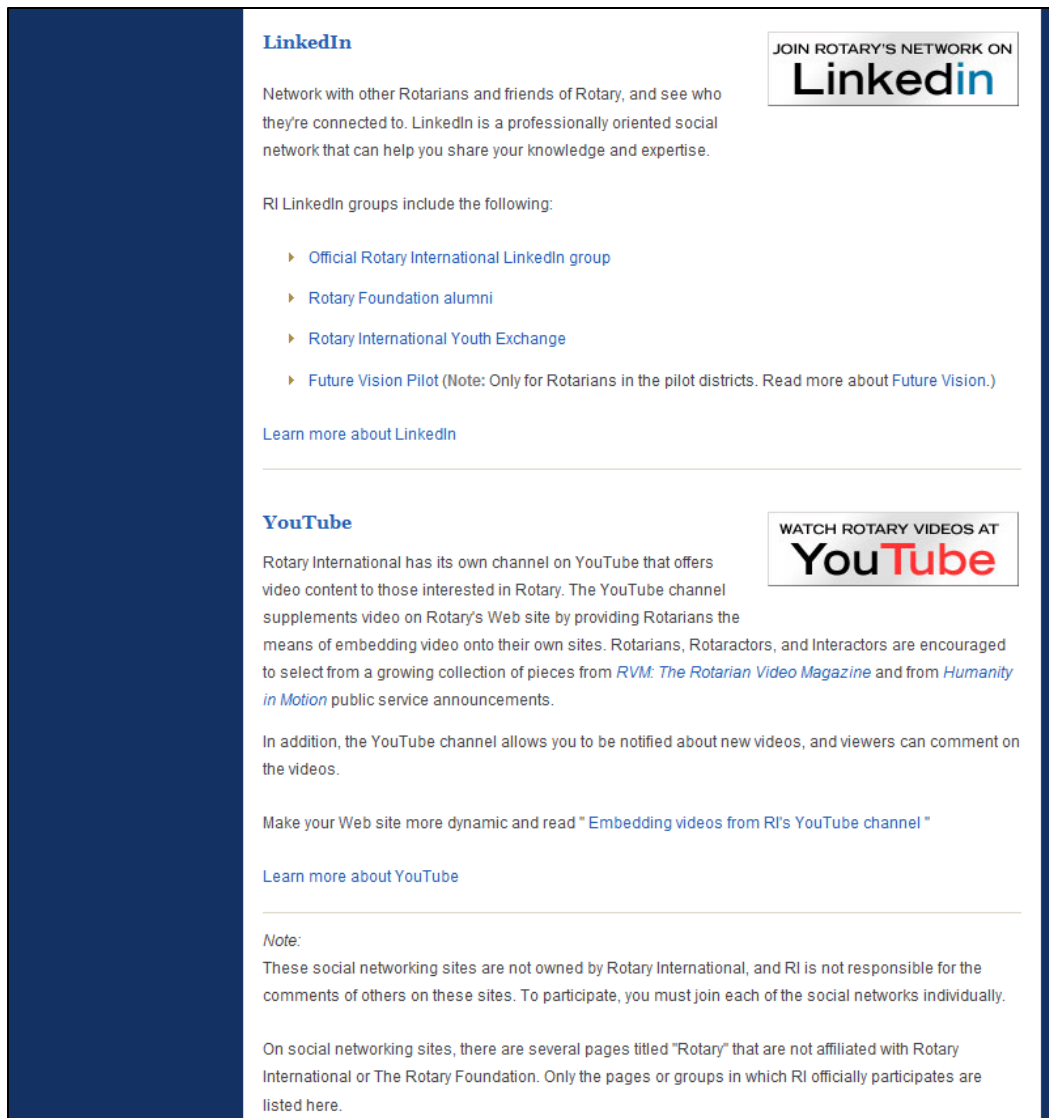 LinkedIn
JOIN ROTARY'S NETWORK ON
Linkedin
Network with other Rotarians and friends of Rotary, and see who
they're connected to. LinkedIn is a professionally oriented social
network that can help you share your knowledge and expertise.
RI LinkedIn groups include the following:
Official Rotary International LinkedIn group
Rotary Foundation alumni
Rotary International Youth Exchange
Future Vision Pilot (Note: Only for Rotarians in the pilot districts. Read more about Future Vision.)
Learn more about LinkedIn
YouTube
WATCH ROTARY VIDEOS AT
YouTube
Rotary International has its own channel on YouTube that offers
video content to those interested in Rotary. The YouTube channel
supplements video on Rotary's Web site by providing Rotarians the
means of embedding video onto their own sites. Rotarians, Rotaractors, and Interactors are encouraged
to select from a growing collection of pieces from RVM: The Rotarian Video Magazine and from Humanity
in Motion public service announcements.
In addition, the YouTube channel allows you to be notified about new videos, and viewers can comment on
the videos.
Make your Web site more dynamic and read " Embedding videos from RI's YouTube channel "
Learn more about YouTube
Note:
These social networking sites are not owned by Rotary International, and RI is not responsible for the
comments of others on these sites. To participate, you must join each of the social networks individually.
On social networking sites, there are several pages titled "Rotary" that are not affiliated with Rotary
International or The Rotary Foundation. Only the pages or groups in which RI officially participates are
listed here.